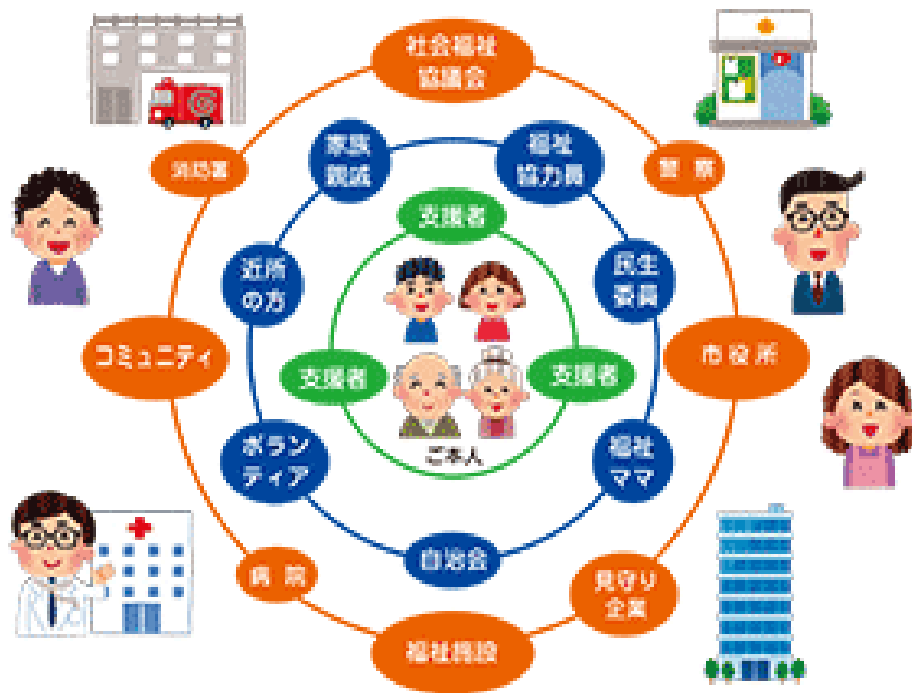 社会福祉
協議会
消防署
家族
親戚
福祉
協力員
警察
支援者
近所
の方
民生
委員
コミュニティ
市役所
支援者
支援者
ご本人
ボラン
ティア
福祉
ママ
自治会
病院
見守り
企業
福祉施設